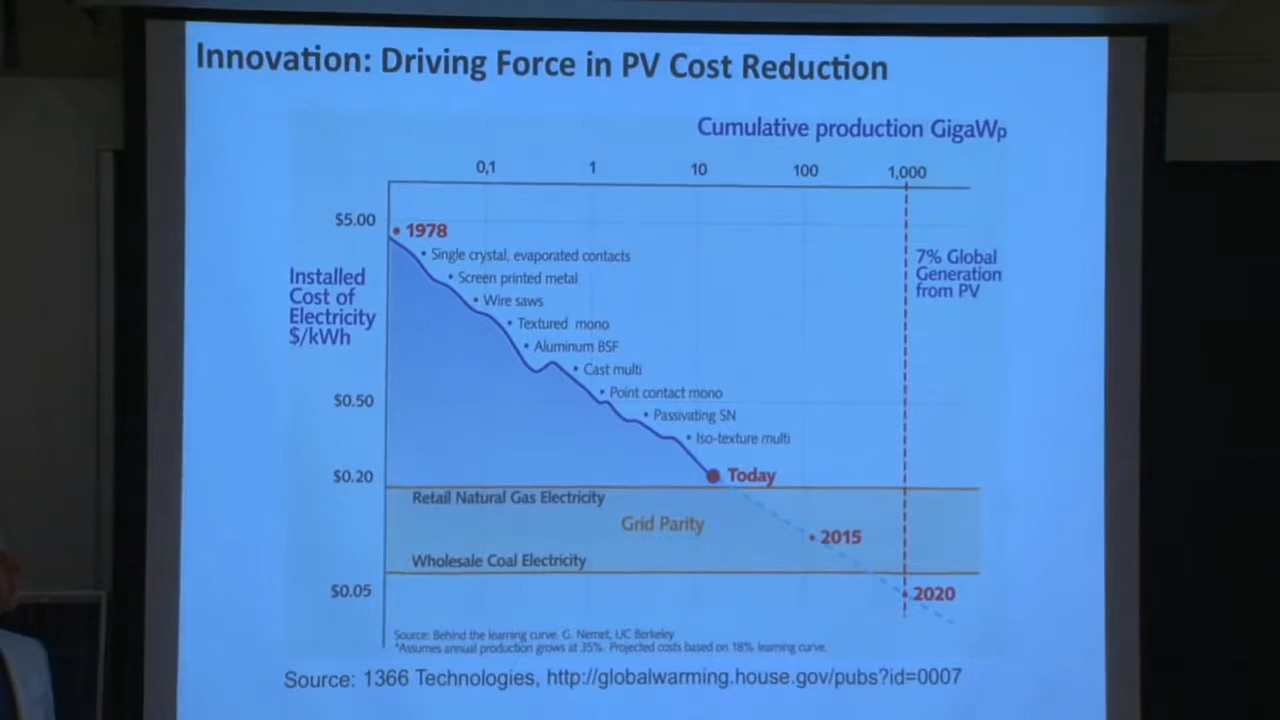 Innovation: Driving Force in PV Cost Reduction
Cumulative production GigaWp
0,1
1
10
100
1,000
$5.00
$0.50
$0.20
$0.05
Installed
Cost of
Electricity
$/kWh
1978
• Single crystal, evaporated contacts
• Screen printed metal
• Wire saws
• Textured mono
• Aluminum BSF
• Cast multi
• Point contact mono
• Passivating SN
• Iso-texture multi
Today
7% Global
Generation
from PV
Retail Natural Gas Electricity
Grid Parity
2015
Wholesale Coal Electricity
2020
Source: Behind the learning curve. G. Nemet, UC Berkeley
*Assumes annual production grows at 35%. Projected costs based on 18% learning curve.
Source: 1366 Technologies, http://globalwarming.house.gov/pubs?id=0007